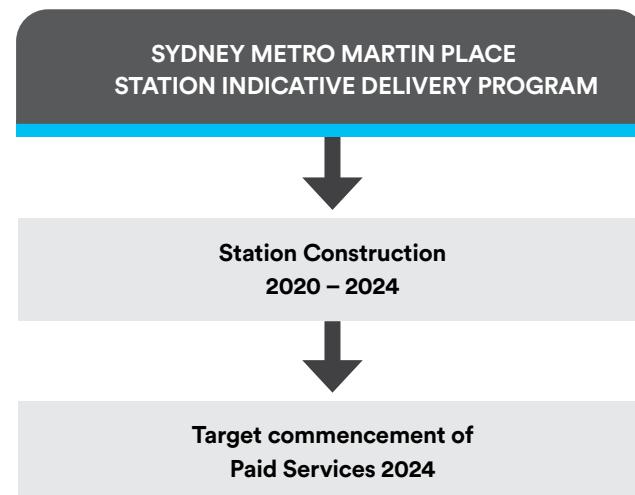 SYDNEY METRO MARTIN PLACE
STATION INDICATIVE DELIVERY PROGRAM
Station Construction
2020 – 2024
Target commencement of
Paid Services 2024